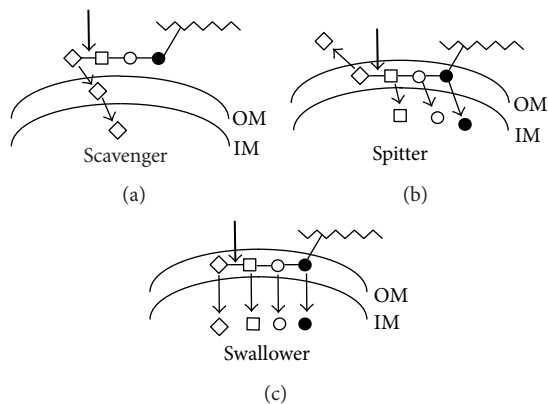 OM
IM
Scavenger
(a)
OM
IM
Spitter
(b)
OM
IM
Swallower
(c)